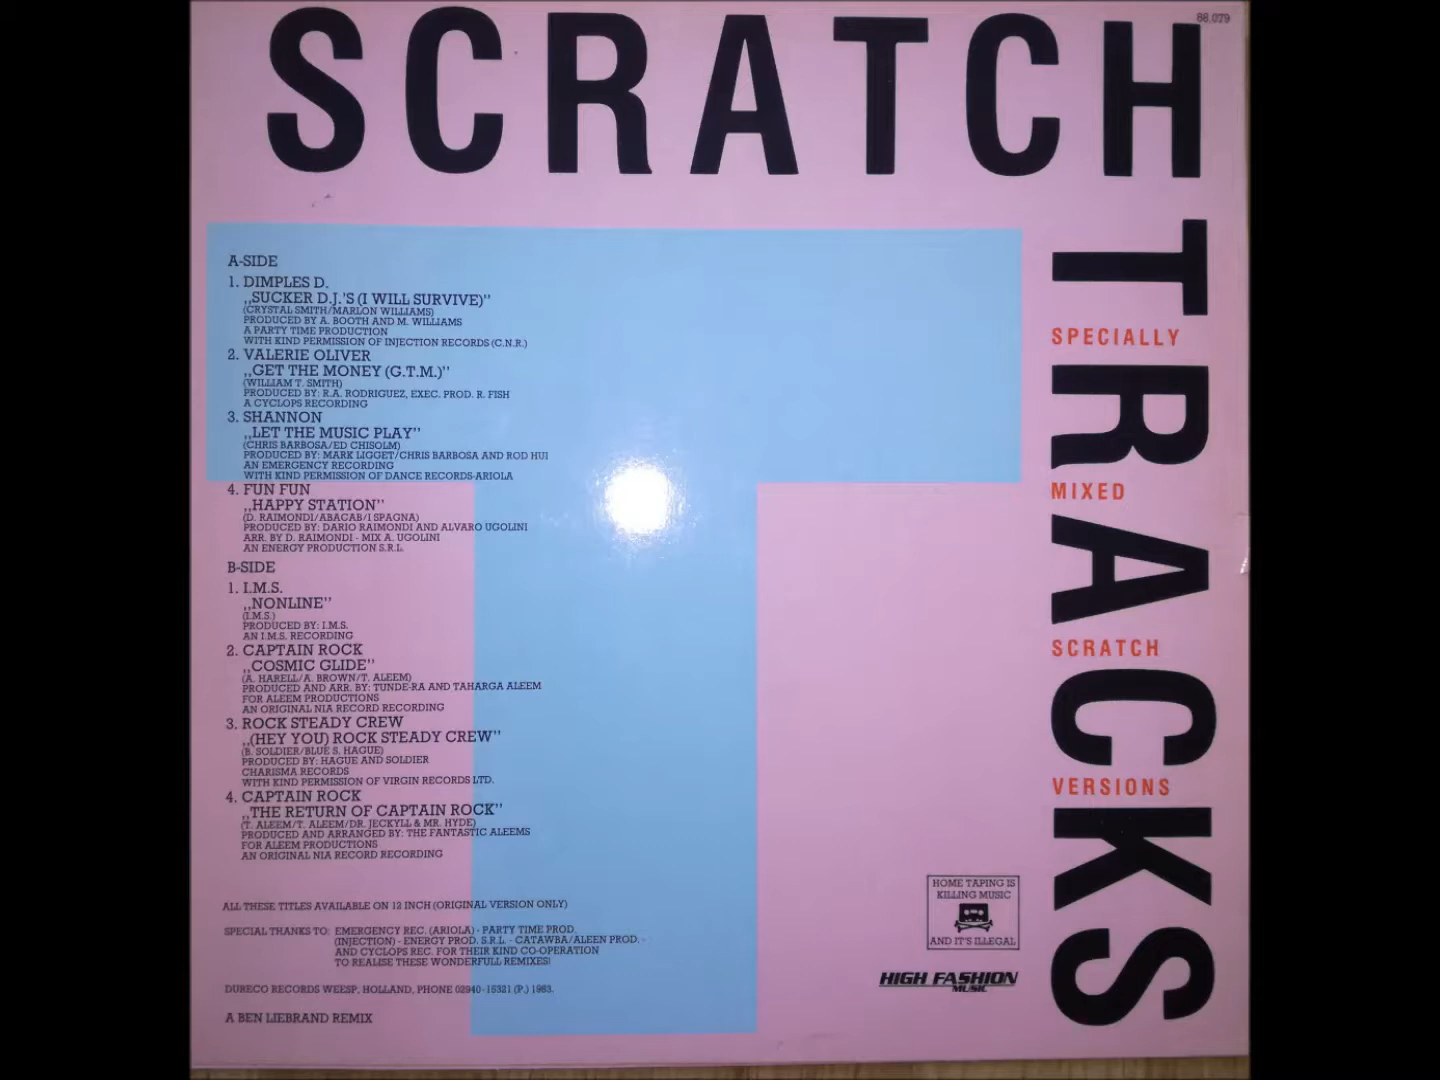 SCRATCH
88.079
TRACKS
SPECIALLY
MIXED
SCRATCH
VERSIONS
A-SIDE
1. DIMPLES D.
,,SUCKER D.J.'S (I WILL SURVIVE)''
(CRYSTAL SMITH/MARLON WILLIAMS)
PRODUCED BY A. BOOTH AND M. WILLIAMS
A PARTY TIME PRODUCTION
WITH KIND PERMISSION OF INJECTION RECORDS (C.N.R.)
2. VALERIE OLIVER
,,GET THE MONEY (G.T.M.)''
(WILLIAM T. SMITH)
PRODUCED BY: R.A. RODRIGUEZ, EXEC. PROD. R. FISH
A CYCLOPS RECORDING
3. SHANNON
,,LET THE MUSIC PLAY''
(CHRIS BARBOSA/ED CHISOLM)
PRODUCED BY: MARK LIGGET/CHRIS BARBOSA AND ROD HUI
AN EMERGENCY RECORDING
WITH KIND PERMISSION OF DANCE RECORDS-ARIOLA
4. FUN FUN
,,HAPPY STATION''
(D. RAIMONDI/ABACAB/I SPAGNA)
PRODUCED BY: DARIO RAIMONDI AND ALVARO UGOLINI
ARR. BY D. RAIMONDI - MIX A. UGOLINI
AN ENERGY PRODUCTION S.R.L.
B-SIDE
1. I.M.S.
,,NONLINE''
(I.M.S.)
PRODUCED BY: I.M.S.
AN I.M.S. RECORDING
2. CAPTAIN ROCK
,,COSMIC GLIDE''
(A. HARELL/A. BROWN/T. ALEEM)
PRODUCED AND ARR. BY: TUNDE-RA AND TAHARGA ALEEM
FOR ALEEM PRODUCTIONS
AN ORIGINAL NIA RECORD RECORDING
3. ROCK STEADY CREW
,,(HEY YOU) ROCK STEADY CREW''
(B. SOLDIER/BLUE S. HAGUE)
PRODUCED BY: HAGUE AND SOLDIER
CHARISMA RECORDS
WITH KIND PERMISSION OF VIRGIN RECORDS LTD.
4. CAPTAIN ROCK
,,THE RETURN OF CAPTAIN ROCK''
(T. ALEEM/T. ALEEM/DR. JECKYLL & MR. HYDE)
PRODUCED AND ARRANGED BY: THE FANTASTIC ALEEMS
FOR ALEEM PRODUCTIONS
AN ORIGINAL NIA RECORD RECORDING
ALL THESE TITLES AVAILABLE ON 12 INCH (ORIGINAL VERSION ONLY)
SPECIAL THANKS TO: EMERGENCY REC. (ARIOLA) - PARTY TIME PROD.
(INJECTION) - ENERGY PROD. S.R.L. - CATAWBA/ALEEN PROD. -
AND CYCLOPS REC. FOR THEIR KIND CO-OPERATION
TO REALISE THESE WONDERFULL REMIXES!
DURECO RECORDS WEESP, HOLLAND, PHONE 02940-15321 (P.) 1983.
A BEN LIEBRAND REMIX
HOME TAPING IS
KILLING MUSIC
AND IT'S ILLEGAL
HIGH FASHION
MUSIC